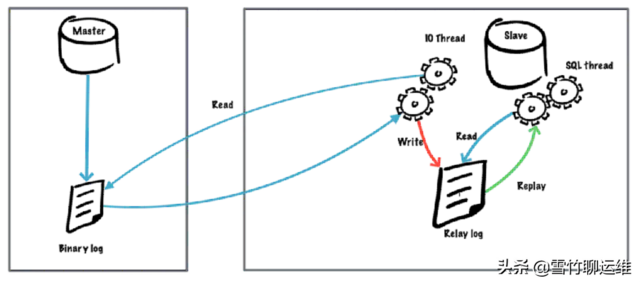 Master
Binary log
Read
IO Thread
Slave
SQL thread
Write
Read
Replay
Relay log
头条 @雪竹聊运维